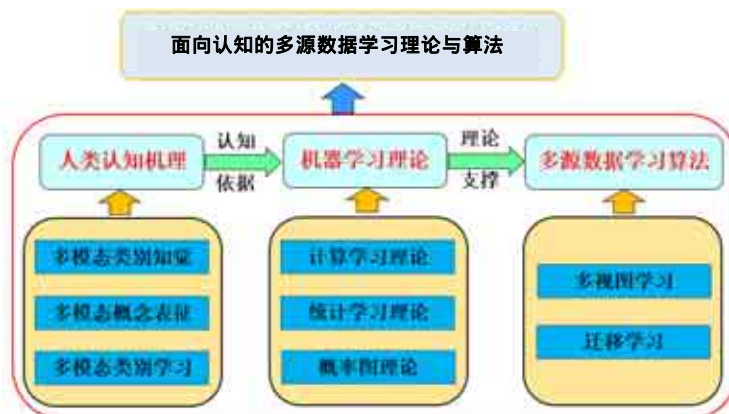 面向认知的多源数据学习理论与算法
人类认知机理
认知
依据
机器学习理论
理论
支撑
多源数据学习算法
多模态类别知觉
多模态概念表征
多模态类别学习
计算学习理论
统计学习理论
概率图理论
多视图学习
迁移学习